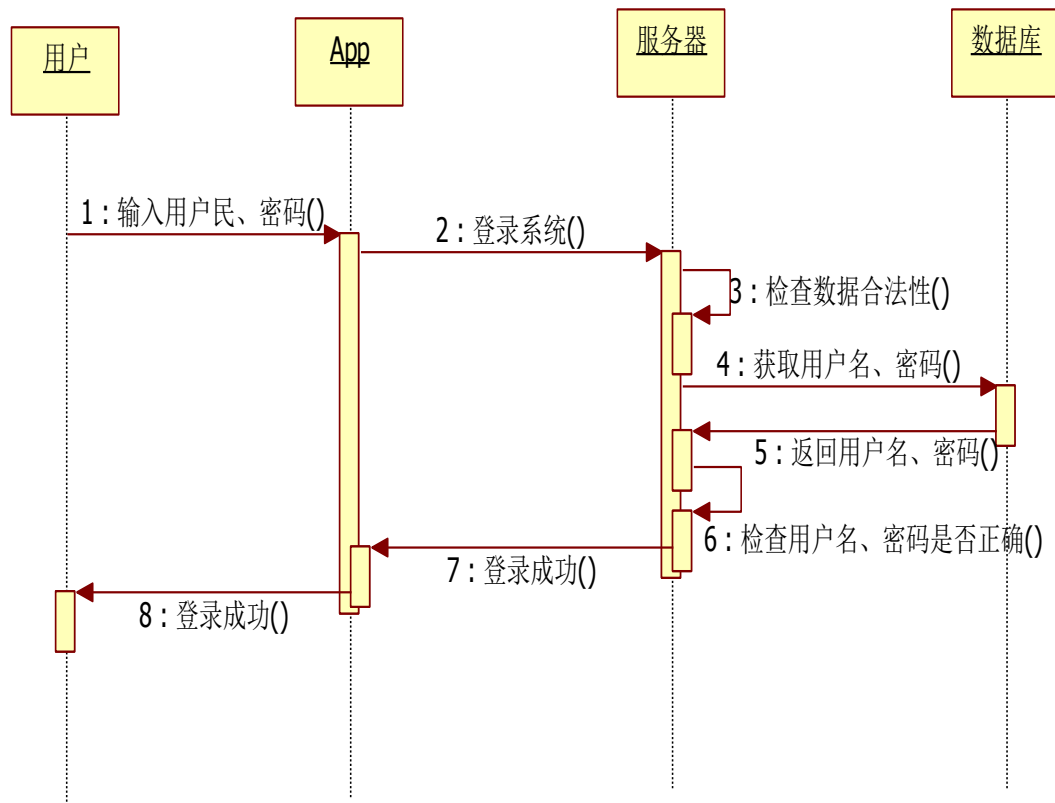 用户
App
服务器
数据库
1：输入用户民、密码()
2：登录系统()
3：检查数据合法性()
4：获取用户名、密码()
5：返回用户名、密码()
6：检查用户名、密码是否正确()
7：登录成功()
8：登录成功()